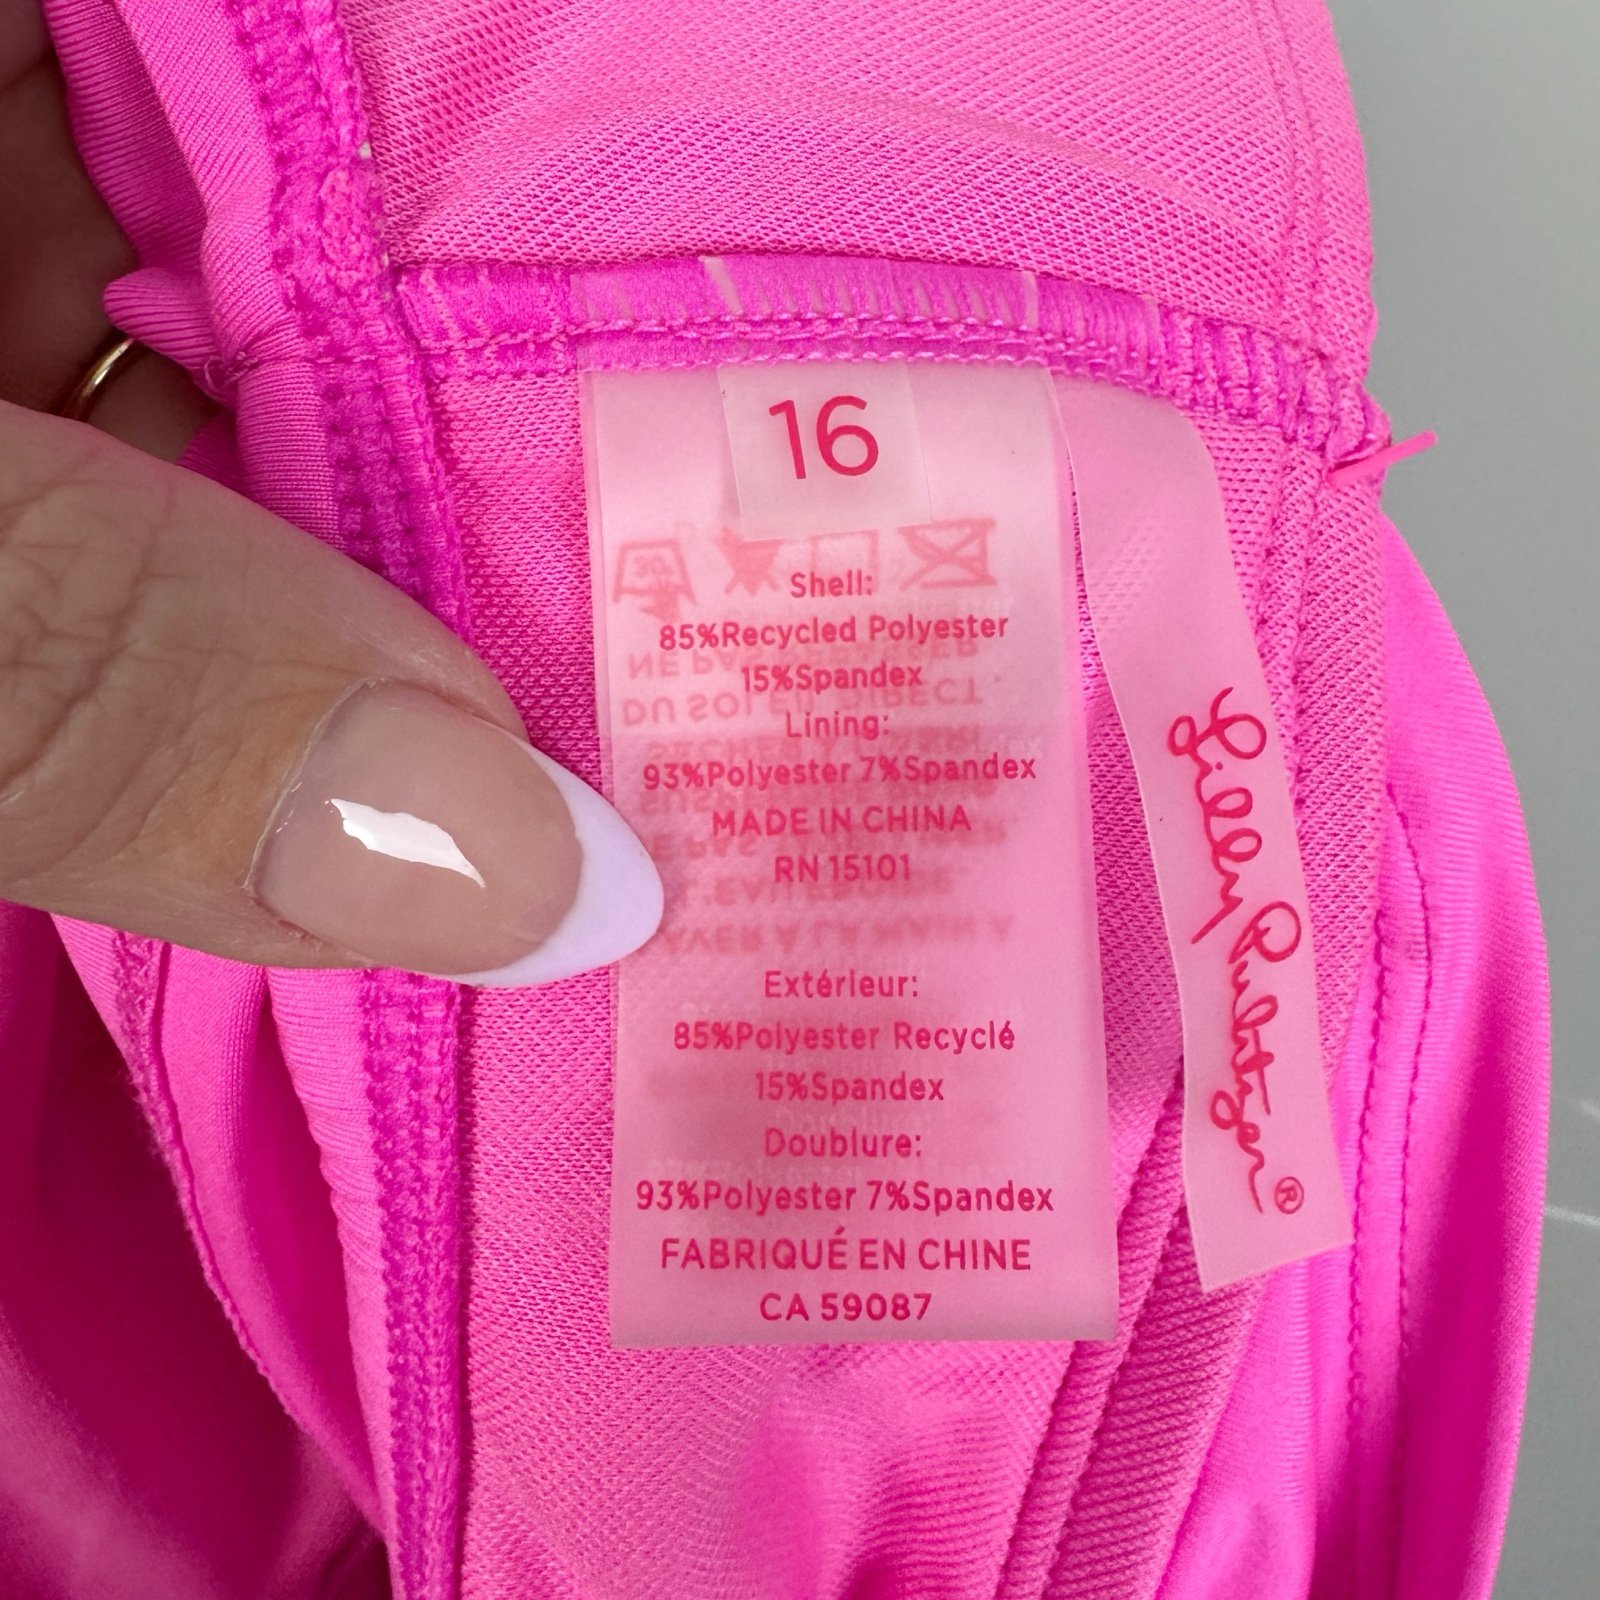 16
Shell:
85%Recycled Polyester
15%Spandex
Lining:
93%Polyester 7%Spandex
MADE IN CHINA
RN 15101
Extérieur:
85%Polyester Recyclé
15%Spandex
Doublure:
93%Polyester 7%Spandex
FABRIQUÉ EN CHINE
CA 59087
Lilly Pulitzer®